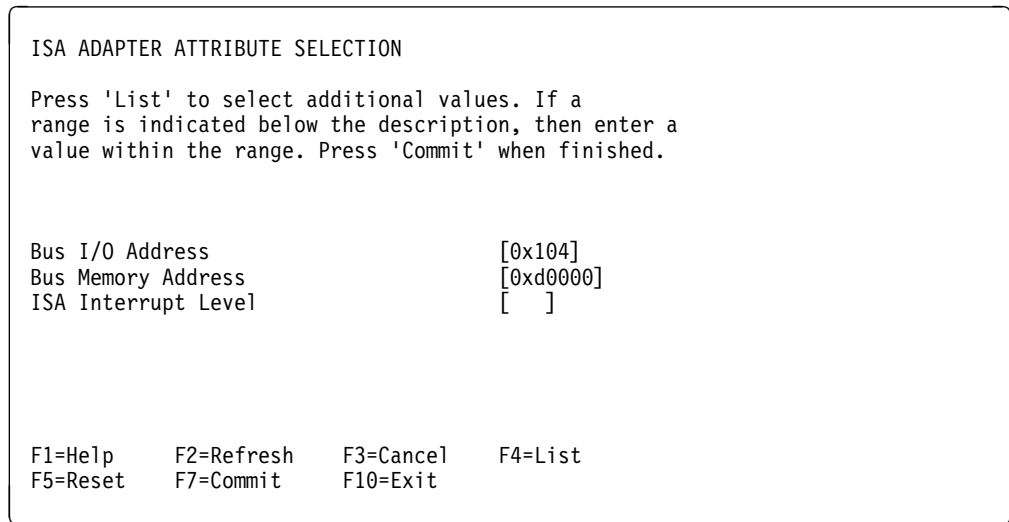 ISA ADAPTER ATTRIBUTE SELECTION
Press 'List' to select additional values. If a
range is indicated below the description, then enter a
value within the range. Press 'Commit' when finished.
Bus I/O Address [0x104]
Bus Memory Address [0xd0000]
ISA Interrupt Level [ ]
F1=Help F2=Refresh F3=Cancel F4=List
F5=Reset F7=Commit F10=Exit